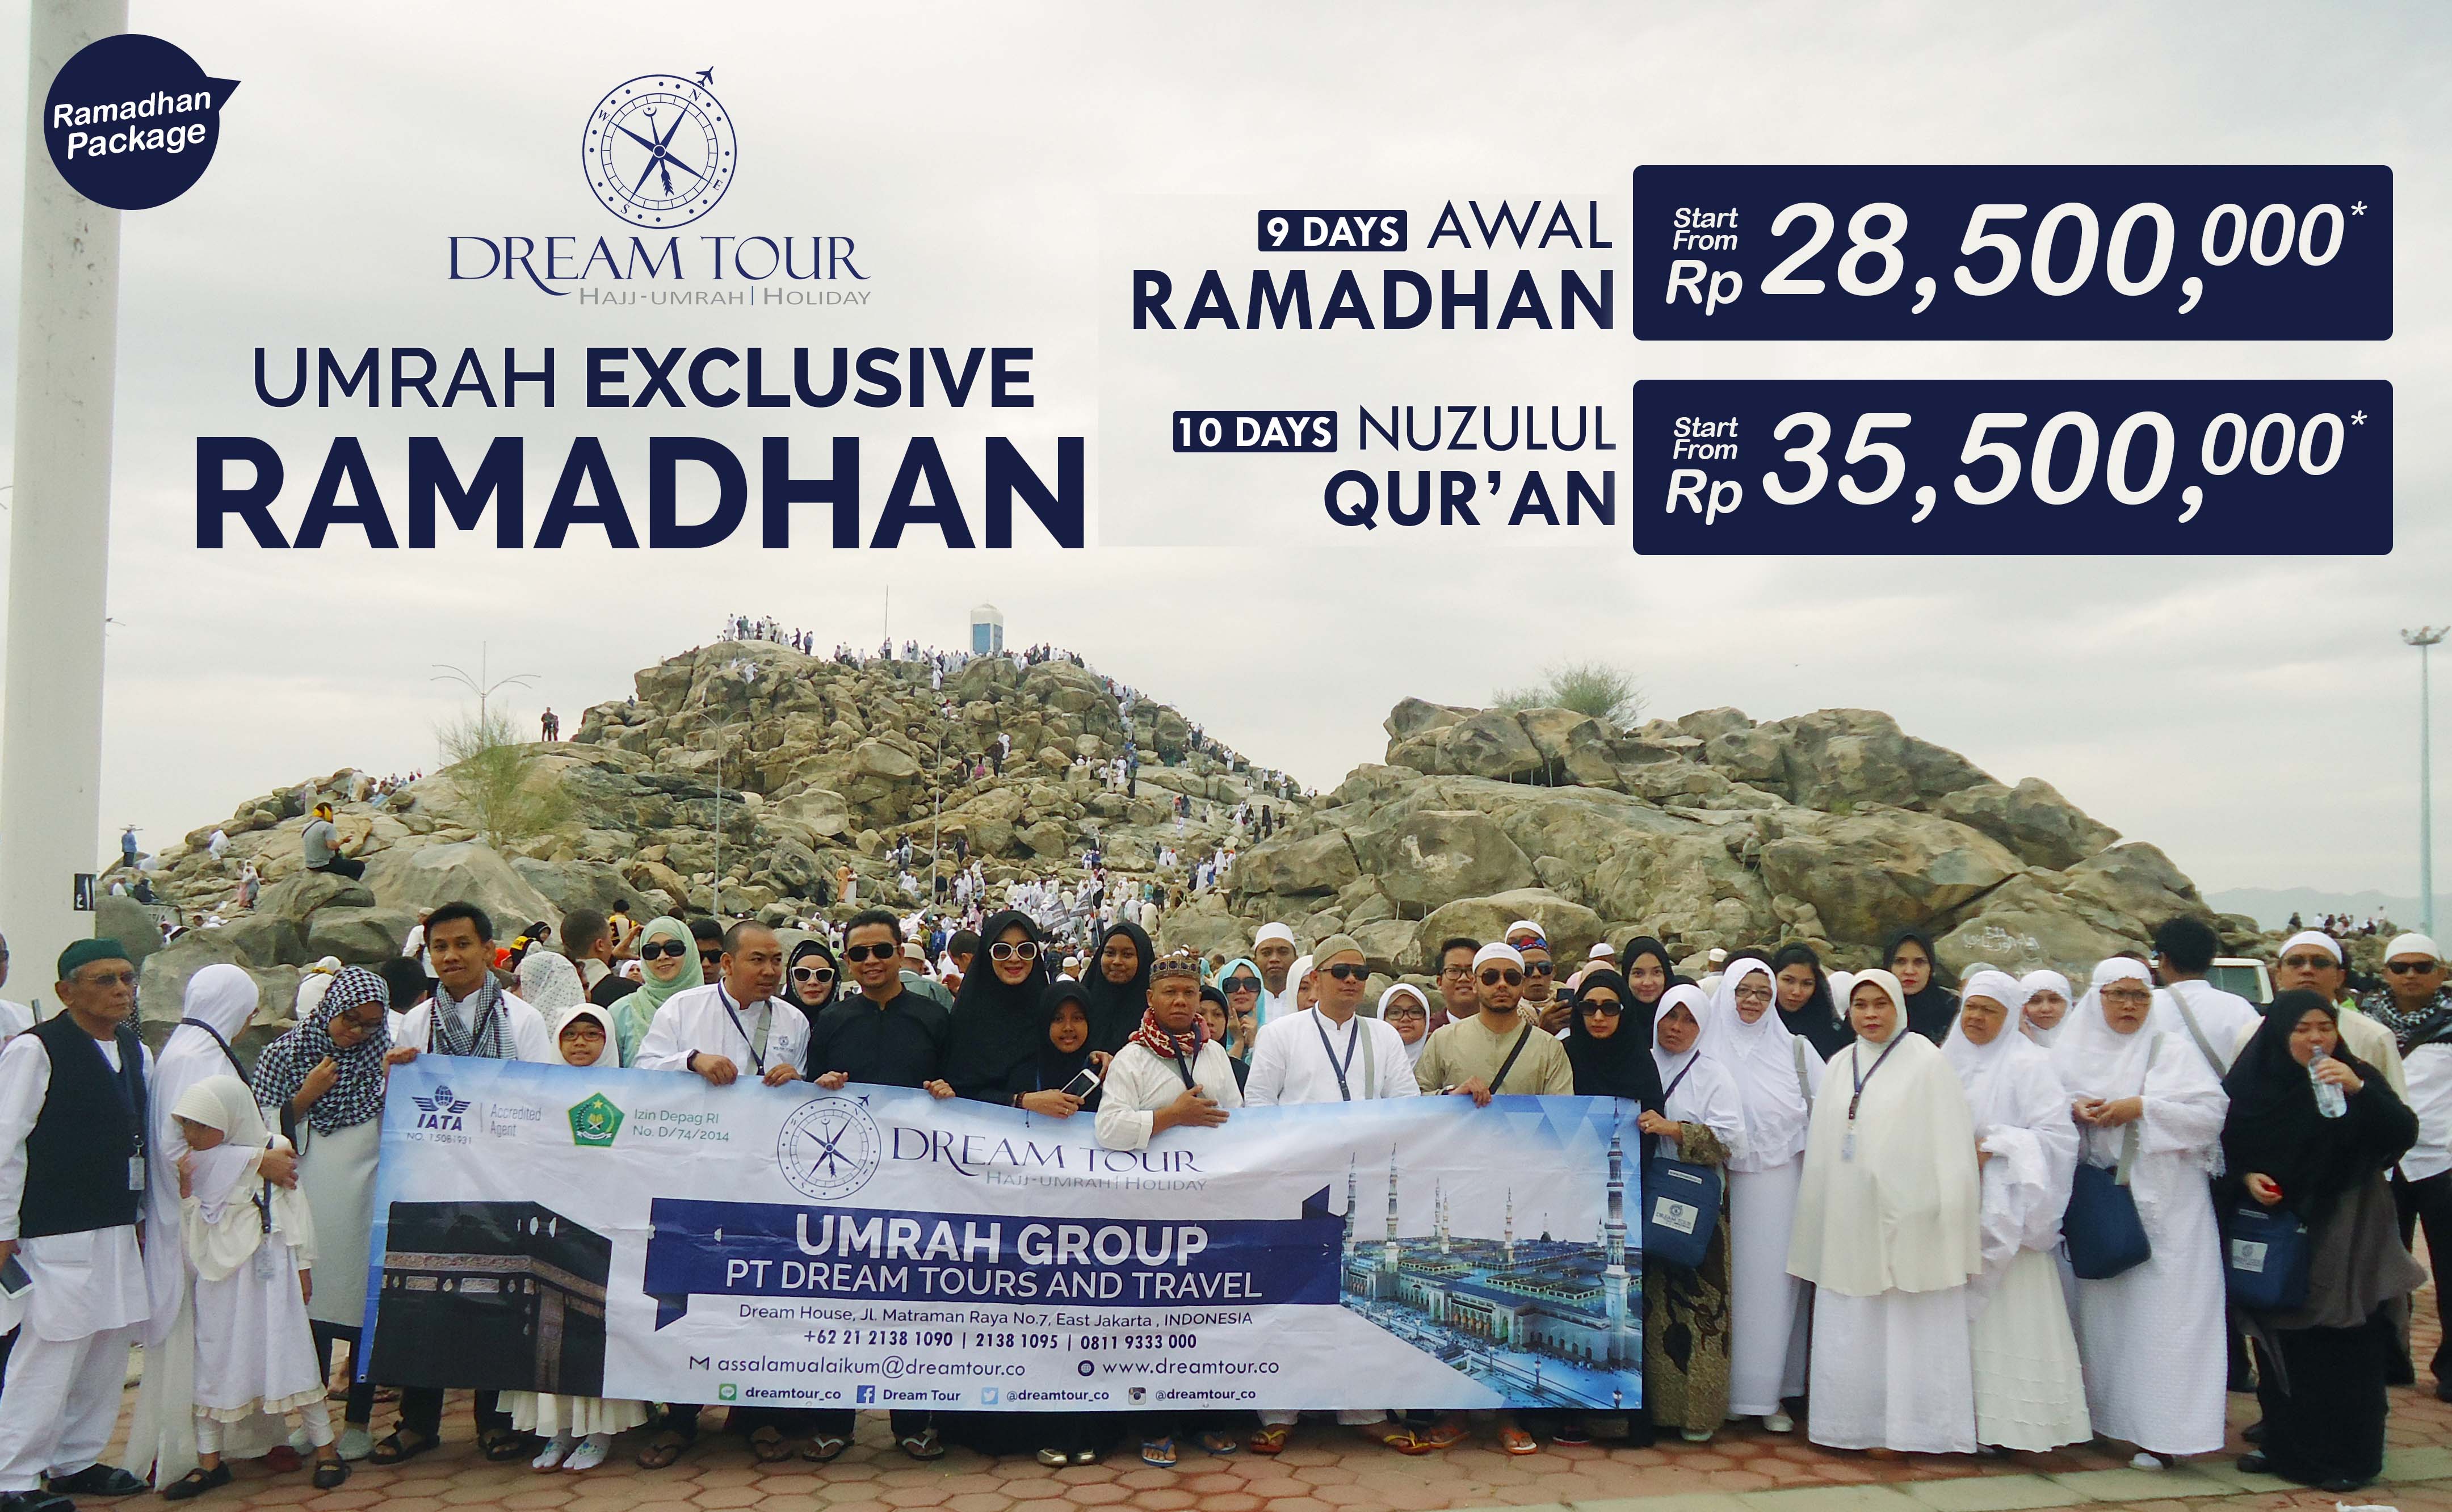 Ramadhan
Package
N
W
E
S
DREAM TOUR
HAJJ-UMRAH | HOLIDAY
UMRAH EXCLUSIVE
RAMADHAN
9 DAYS AWAL
RAMADHAN
Start
From
Rp 28,500,000*
10 DAYS NUZULUL
QUR'AN
Start
From
Rp 35,500,000*
IATA
Accredited
Agent
Izin Depag RI
No. D/74/2014
DREAM TOUR
HAJJ-UMRAH | HOLIDAY
UMRAH GROUP
PT DREAM TOURS AND TRAVEL
Dream House, Jl. Matraman Raya No.7, East Jakarta , INDONESIA
+62 21 2138 1090 | 2138 1095 | 0811 9333 000
assalamualaikum@dreamtour.co www.dreamtour.co
dreamtour_co Dream Tour @dreamtour_co @dreamtour_co